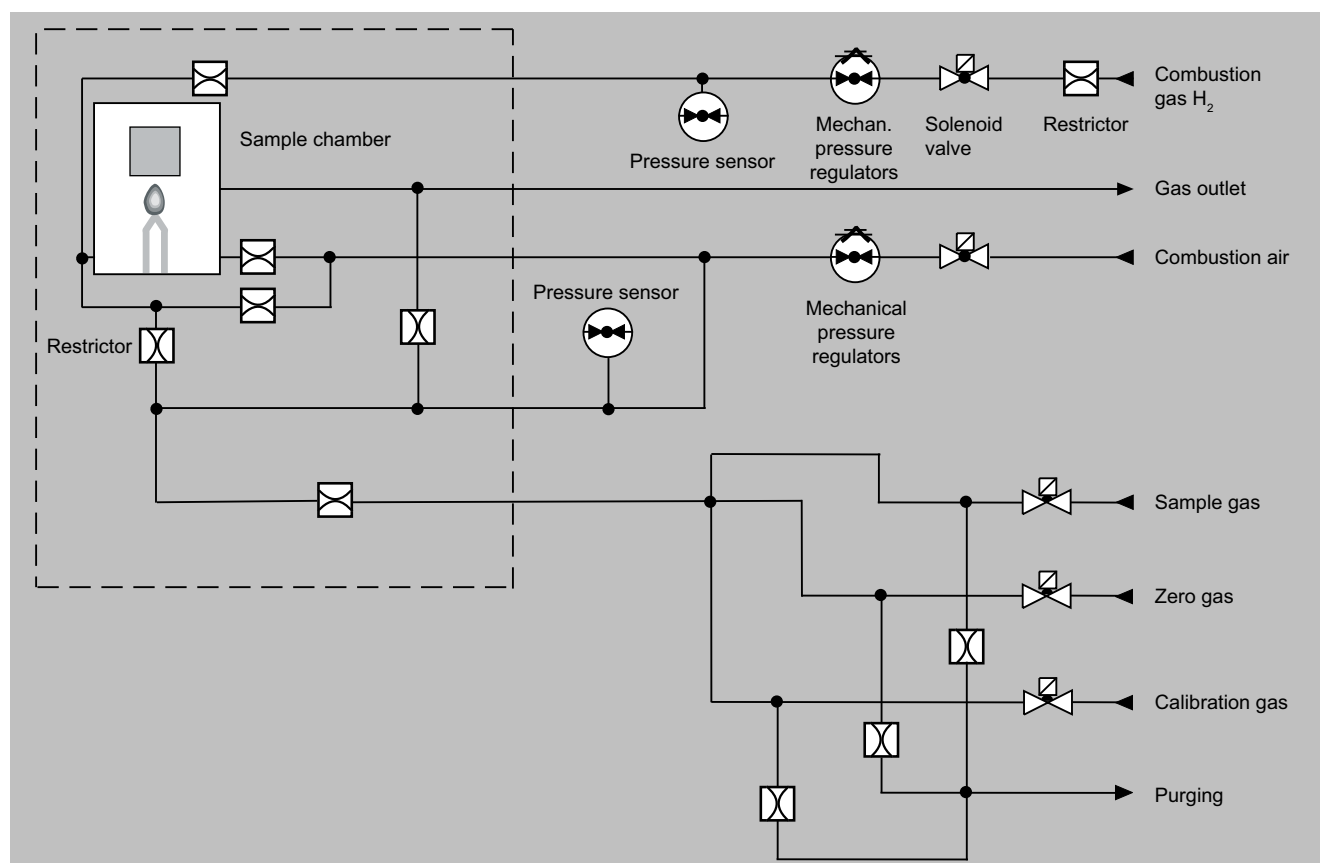 Combustion
gas H₂
Mechan.
pressure
regulators
Solenoid
valve
Restrictor
Sample chamber
Pressure sensor
Gas outlet
Combustion air
Pressure sensor
Mechanical
pressure
regulators
Restrictor
Sample gas
Zero gas
Calibration gas
Purging